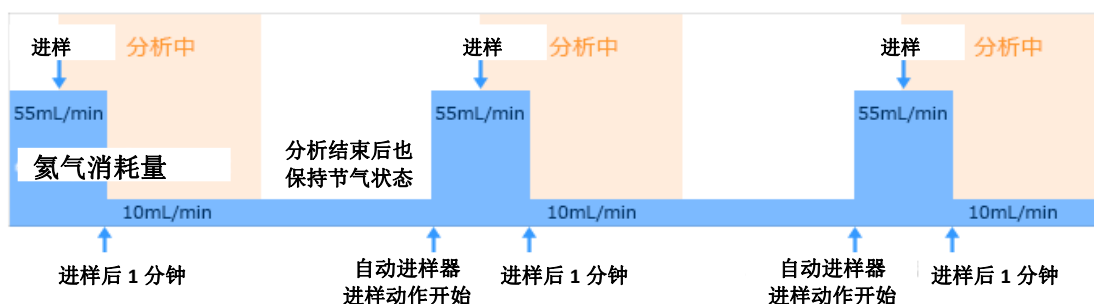 进样
分析中
进样
分析中
进样
分析中
55mL/min
55mL/min
55mL/min
氦气消耗量
分析结束后也
保持节气状态
10mL/min
10mL/min
10mL/min
进样后 1 分钟
自动进样器
进样动作开始
进样后 1 分钟
自动进样器
进样动作开始
进样后 1 分钟